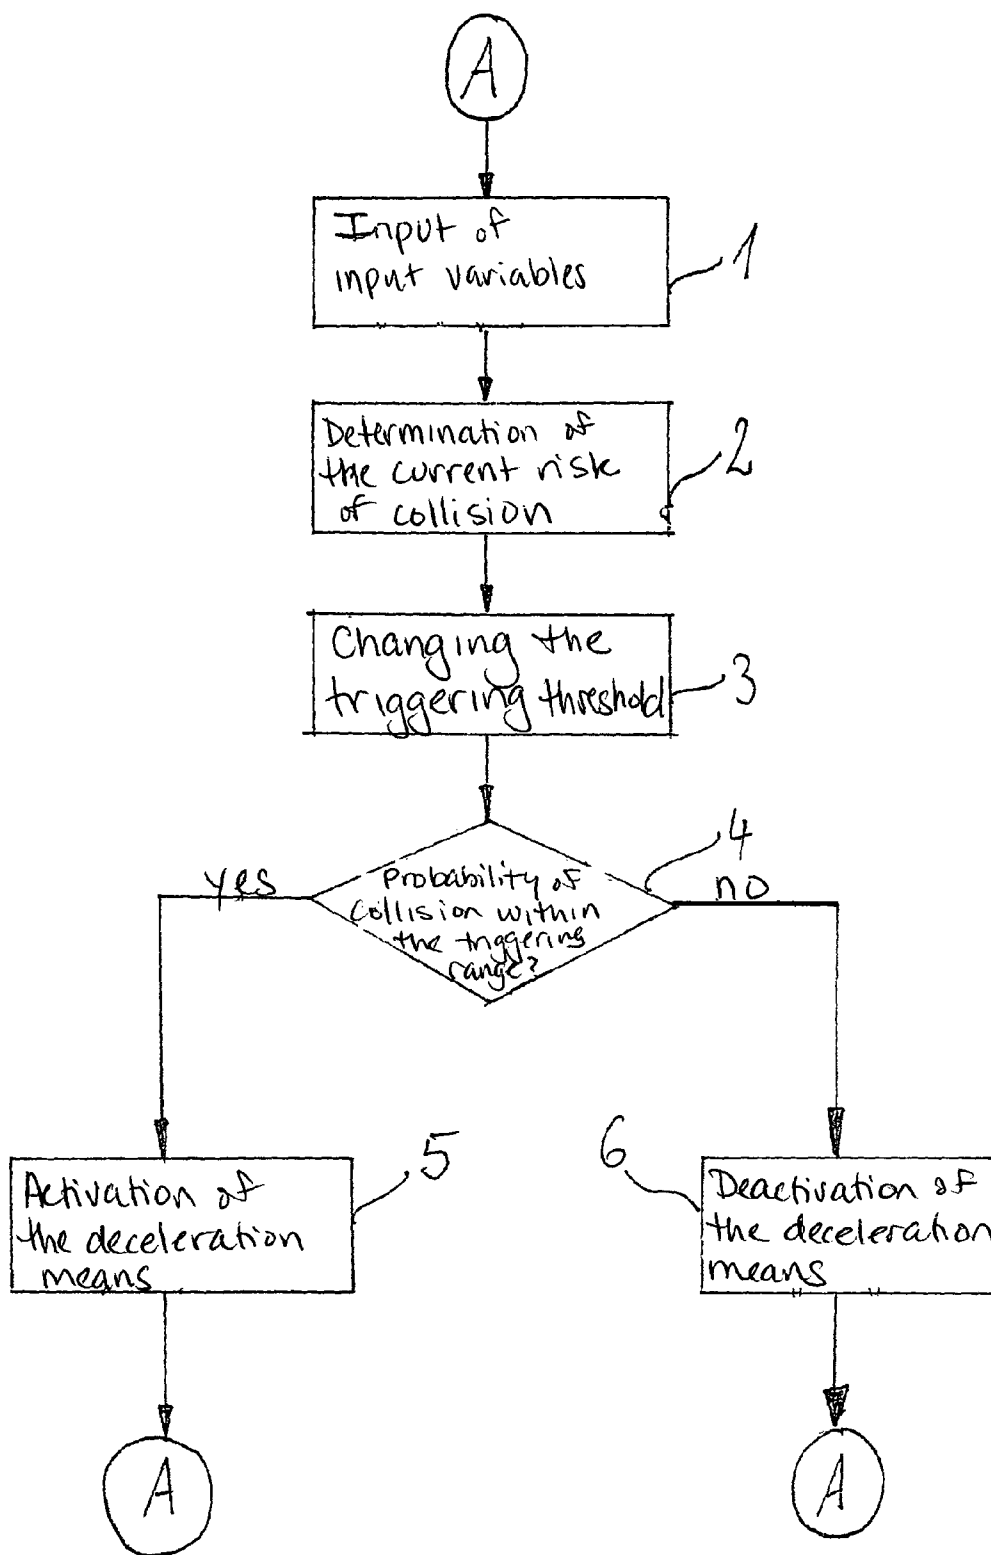 A
Input of
input variables
1
Determination of
the current risk
of collision
2
Changing the
triggering threshold
3
4
yes
no
Probability of
Collision within
the triggering
range?
5
6
Activation of
the deceleration
means
Deactivation of
the deceleration
means
A
A